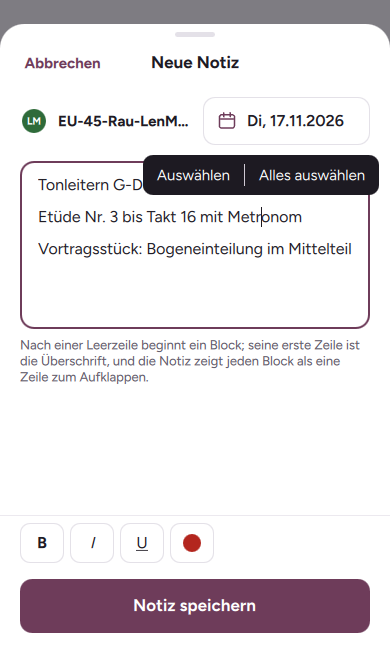 Abbrechen
Neue Notiz
LM
EU-45-Rau-LenM...
Di, 17.11.2026
Auswählen
Alles auswählen
Tonleitern G-D
Etüde Nr. 3 bis Takt 16 mit Metronom
Vortragsstück: Bogeneinteilung im Mittelteil
Nach einer Leerzeile beginnt ein Block; seine erste Zeile ist
die Überschrift, und die Notiz zeigt jeden Block als eine
Zeile zum Aufklappen.
B
I
U
Notiz speichern